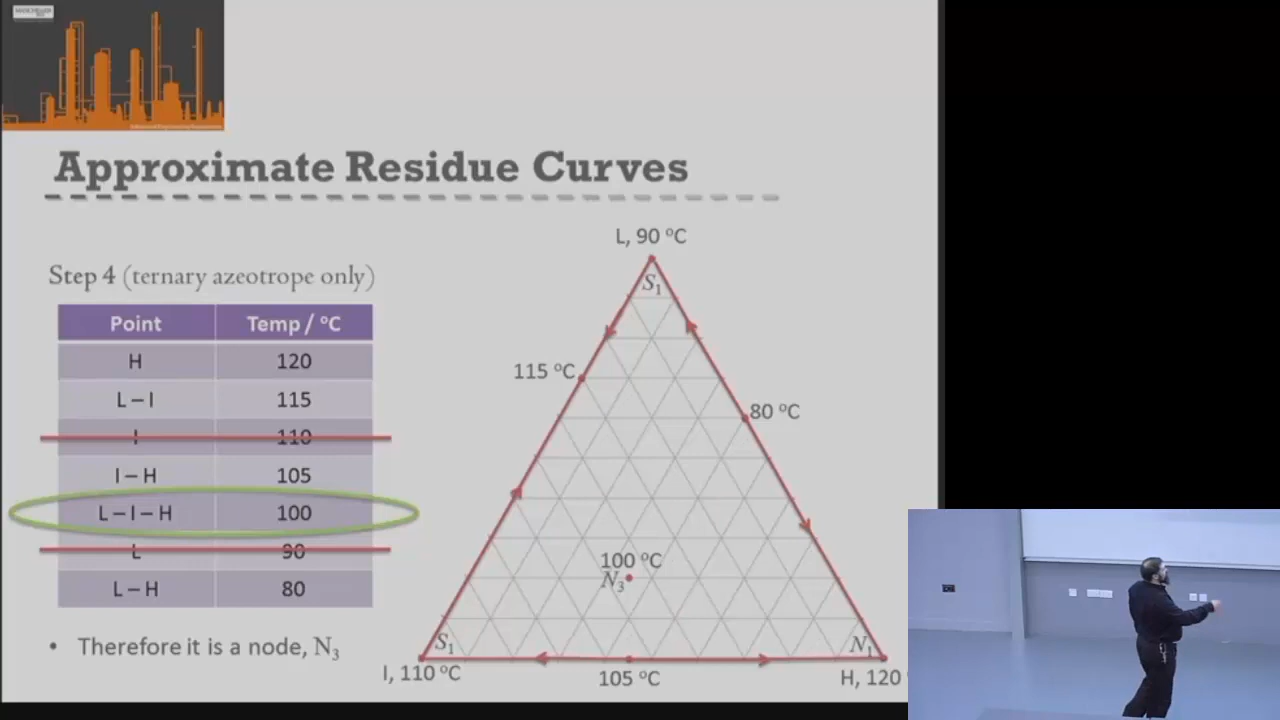 MANCHESTER
Approximate Residue Curves
Step 4 (ternary azeotrope only)
Point Temp / °C
H 120
L – I 115
I 110
I – H 105
L – I – H 100
L 90
L – H 80
• Therefore it is a node, N3
L, 90 °C
S1
115 °C
80 °C
100 °C
N3
S1
N1
I, 110 °C
105 °C
H, 120